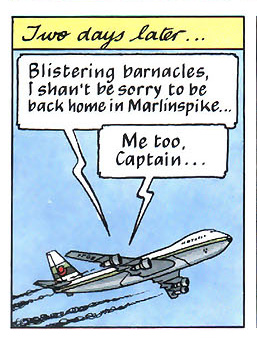 Two days later...
Blistering barnacles,
I shan't be sorry to be
back home in Marlinspike...
Me too,
Captain...